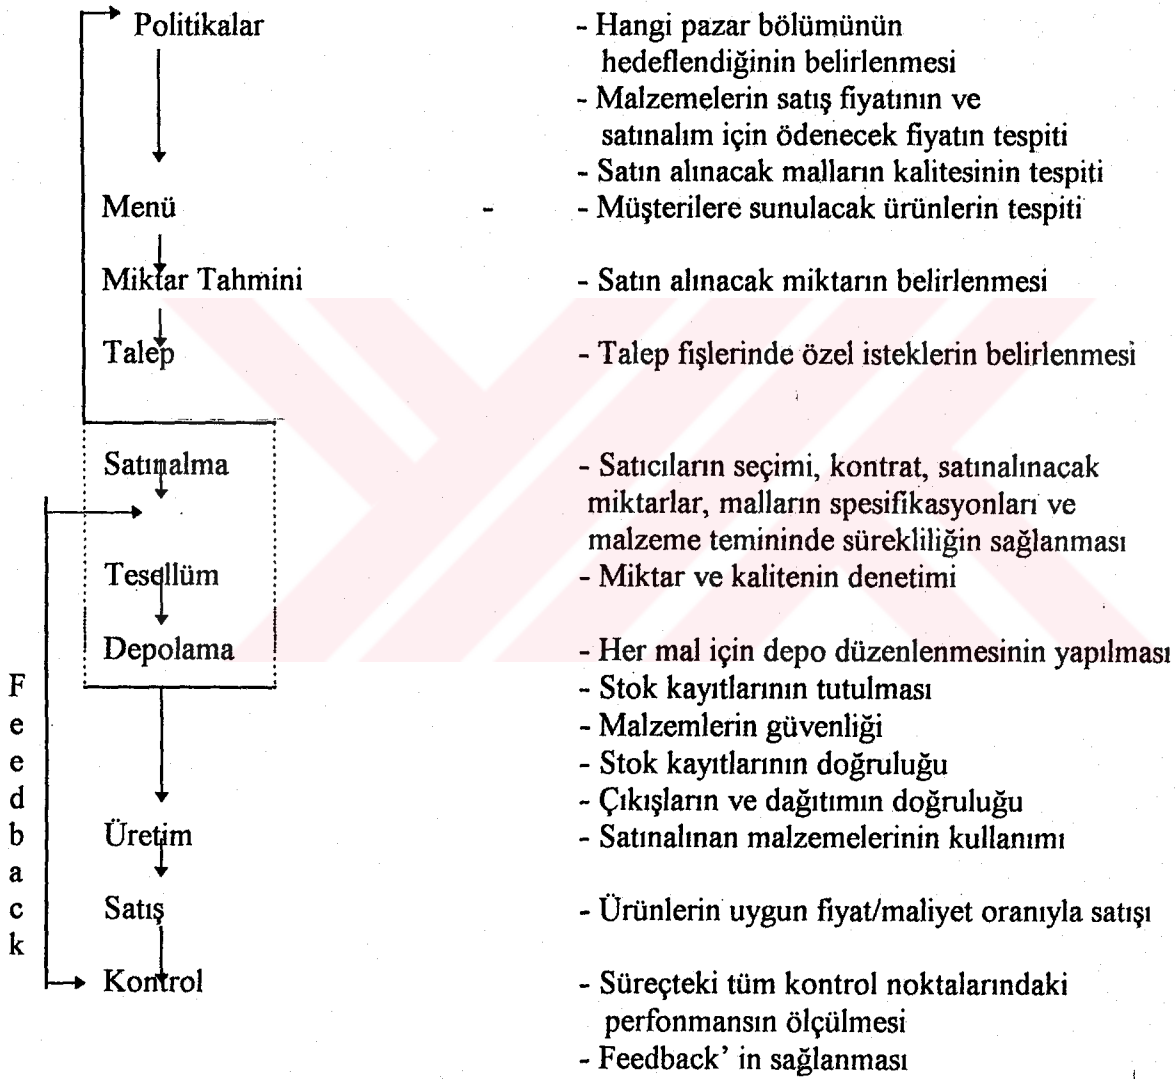 Politikalar - Hangi pazar bölümünün
hedeflendiğinin belirlenmesi
- Malzemelerin satış fiyatının ve
satınalım için ödenecek fiyatın tespiti
- Satın alınacak malların kalitesinin tespiti
Menü - - Müşterilere sunulacak ürünlerin tespiti
Miktar Tahmini - Satın alınacak miktarın belirlenmesi
Talep - Talep fişlerinde özel isteklerin belirlenmesi
Satınalma - Satıcıların seçimi, kontrat, satınalınacak
miktarlar, malların spesifikasyonları ve
malzeme temininde sürekliliğin sağlanması
Tesellüm - Miktar ve kalitenin denetimi
Depolama - Her mal için depo düzenlenmesinin yapılması
- Stok kayıtlarının tutulması
- Malzemlerin güvenliği
- Stok kayıtlarının doğruluğu
- Çıkışların ve dağıtımın doğruluğu
Üretim - Satınalınan malzemelerinin kullanımı
Satış - Ürünlerin uygun fiyat/maliyet oranıyla satışı
Kontrol - Süreçteki tüm kontrol noktalarındaki
perfonmansın ölçülmesi
- Feedback' in sağlanması
Feedback